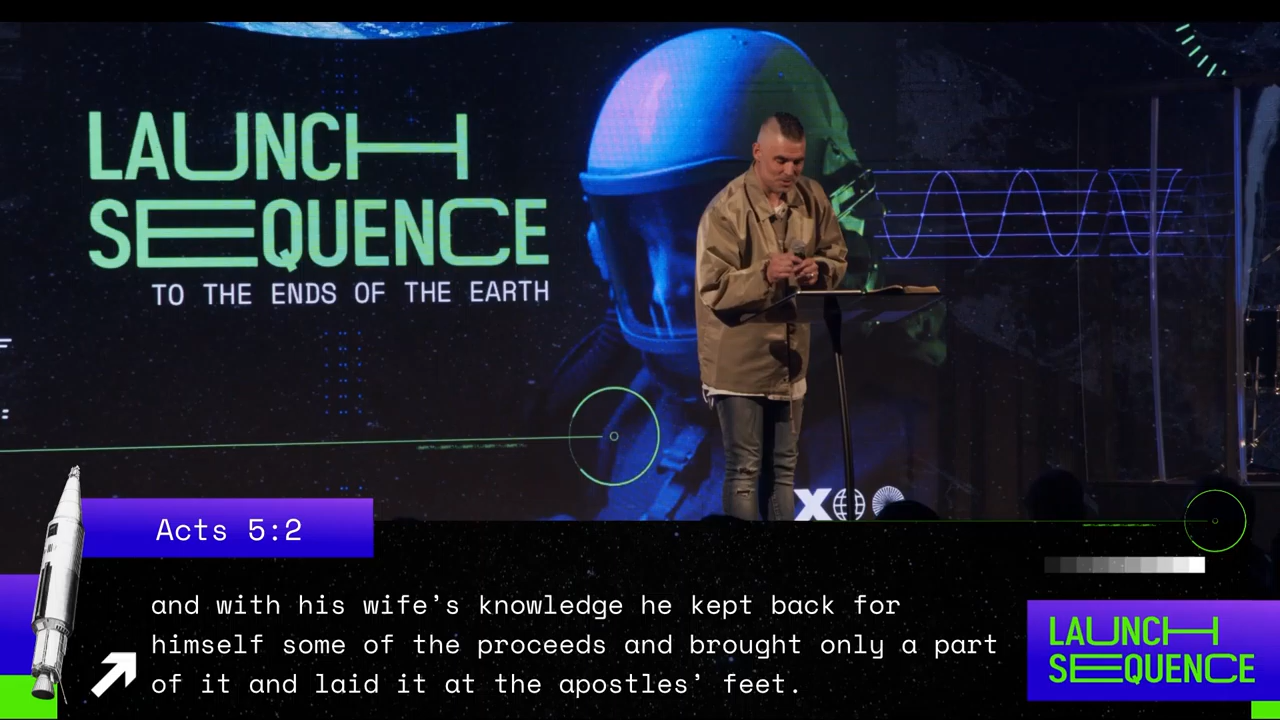 LAUNCH
SEQUENCE
TO THE ENDS OF THE EARTH
X
Acts 5:2
and with his wife’s knowledge he kept back for
himself some of the proceeds and brought only a part
of it and laid it at the apostles’ feet.
LAUNCH
SEQUENCE